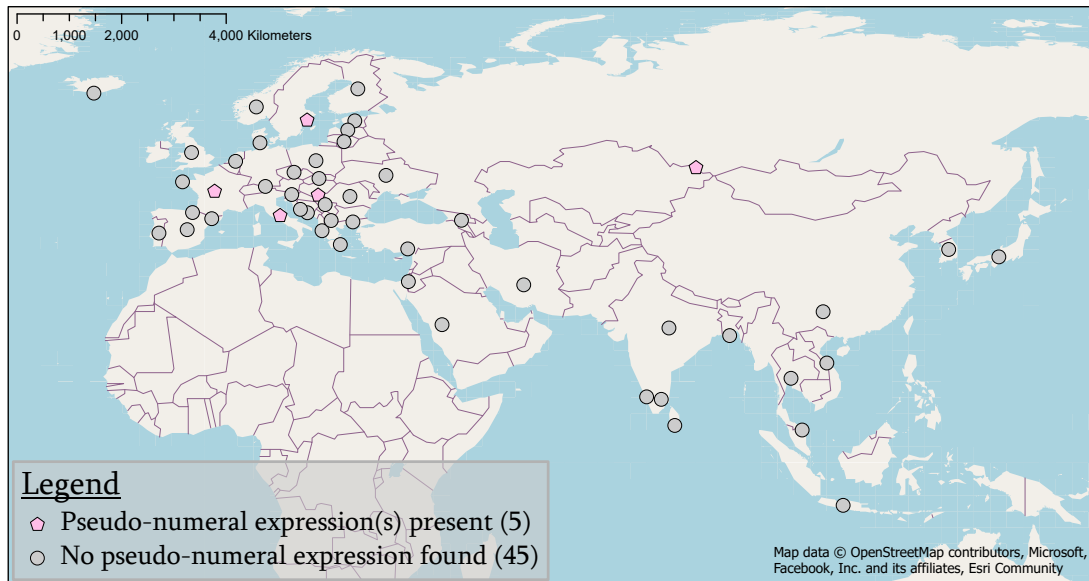 0 1,000 2,000 4,000 Kilometers
Legend
Pseudo-numeral expression(s) present (5)
No pseudo-numeral expression found (45)
Map data © OpenStreetMap contributors, Microsoft,
Facebook, Inc. and its affiliates, Esri Community